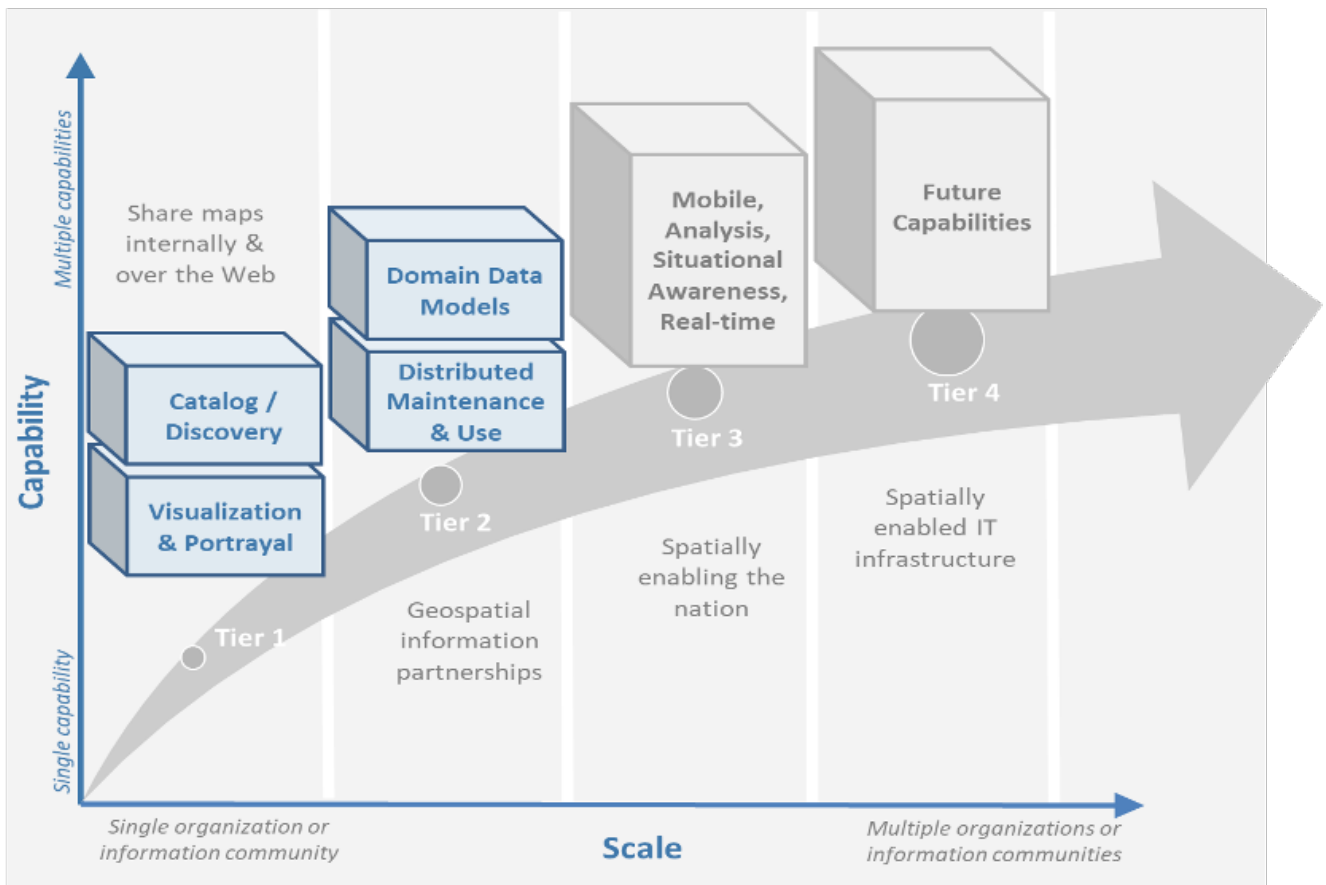 Multiple capabilities
Capability
Single capability
Share maps
internally &
over the Web
Catalog /
Discovery
Visualization
& Portrayal
Tier 1
Domain Data
Models
Distributed
Maintenance
& Use
Tier 2
Geospatial
information
partnerships
Mobile,
Analysis,
Situational
Awareness,
Real-time
Tier 3
Spatially
enabling the
nation
Future
Capabilities
Tier 4
Spatially
enabled IT
infrastructure
Single organization or
information community
Scale
Multiple organizations or
information communities